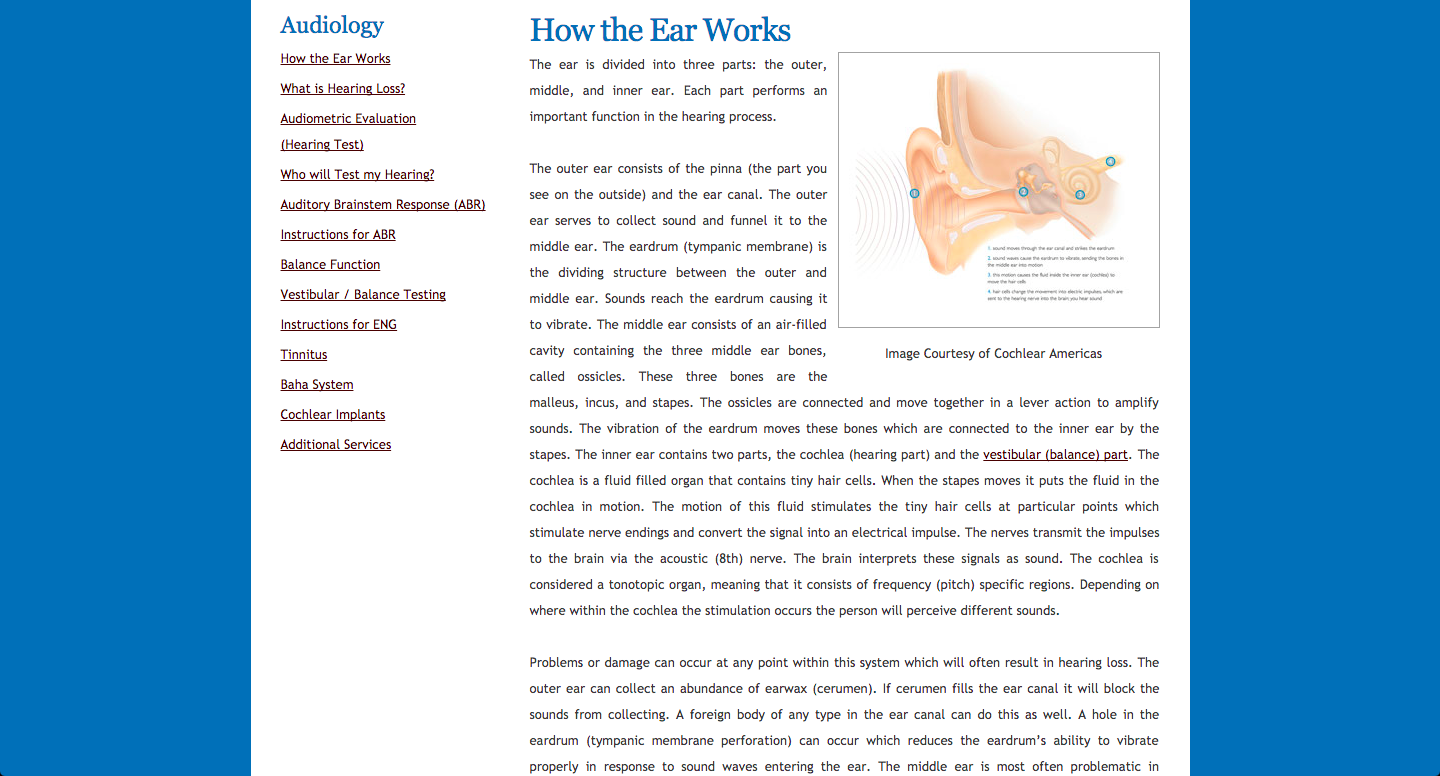 Audiology
How the Ear Works
What is Hearing Loss?
Audiometric Evaluation
(Hearing Test)
Who will Test my Hearing?
Auditory Brainstem Response (ABR)
Instructions for ABR
Balance Function
Vestibular / Balance Testing
Instructions for ENG
Tinnitus
Baha System
Cochlear Implants
Additional Services
How the Ear Works
The ear is divided into three parts: the outer,
middle, and inner ear. Each part performs an
important function in the hearing process.
The outer ear consists of the pinna (the part you
see on the outside) and the ear canal. The outer
ear serves to collect sound and funnel it to the
middle ear. The eardrum (tympanic membrane) is
the dividing structure between the outer and
middle ear. Sounds reach the eardrum causing it
to vibrate. The middle ear consists of an air-filled
cavity containing the three middle ear bones,
called ossicles. These three bones are the
malleus, incus, and stapes. The ossicles are connected and move together in a lever action to amplify
sounds. The vibration of the eardrum moves these bones which are connected to the inner ear by the
stapes. The inner ear contains two parts, the cochlea (hearing part) and the vestibular (balance) part. The
cochlea is a fluid filled organ that contains tiny hair cells. When the stapes moves it puts the fluid in the
cochlea in motion. The motion of this fluid stimulates the tiny hair cells at particular points which
stimulate nerve endings and convert the signal into an electrical impulse. The nerves transmit the impulses
to the brain via the acoustic (8th) nerve. The brain interprets these signals as sound. The cochlea is
considered a tonotopic organ, meaning that it consists of frequency (pitch) specific regions. Depending on
where within the cochlea the stimulation occurs the person will perceive different sounds.
Problems or damage can occur at any point within this system which will often result in hearing loss. The
outer ear can collect an abundance of earwax (cerumen). If cerumen fills the ear canal it will block the
sounds from collecting. A foreign body of any type in the ear canal can do this as well. A hole in the
eardrum (tympanic membrane perforation) can occur which reduces the eardrum's ability to vibrate
properly in response to sound waves entering the ear. The middle ear is most often problematic in
1
2
3
4
1. sound moves through the ear canal and strikes the eardrum
2. sound waves cause the eardrum to vibrate, sending the bones in
the middle ear into motion
3. this motion causes the fluid inside the inner ear (cochlea) to
move the hair cells
4. hair cells change the movement into electric impulses, which are
sent to the hearing nerve into the brain you hear sound
Image Courtesy of Cochlear Americas